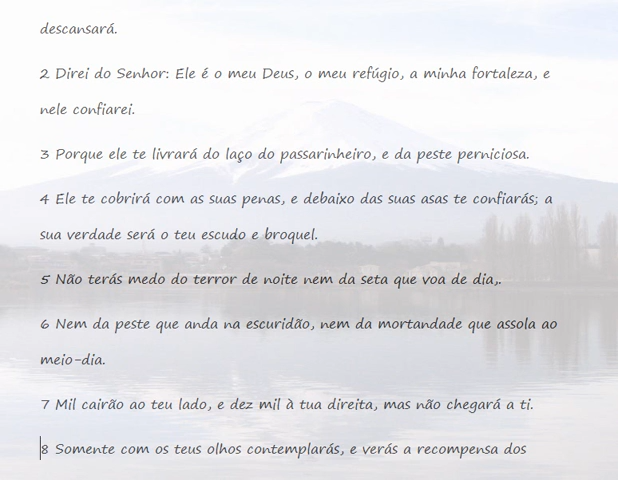 descansará.
2 Direi do Senhor: Ele é o meu Deus, o meu refúgio, a minha fortaleza, e
nele confiarei.
3 Porque ele te livrará do laço do passarinheiro, e da peste perniciosa.
4 Ele te cobrirá com as suas penas, e debaixo das suas asas te confiarás; a
sua verdade será o teu escudo e broquel.
5 Não terás medo do terror de noite nem da seta que voa de dia,.
6 Nem da peste que anda na escuridão, nem da mortandade que assola ao
meio-dia.
7 Mil cairão ao teu lado, e dez mil à tua direita, mas não chegará a ti.
8 Somente com os teus olhos contemplarás, e verás a recompensa dos